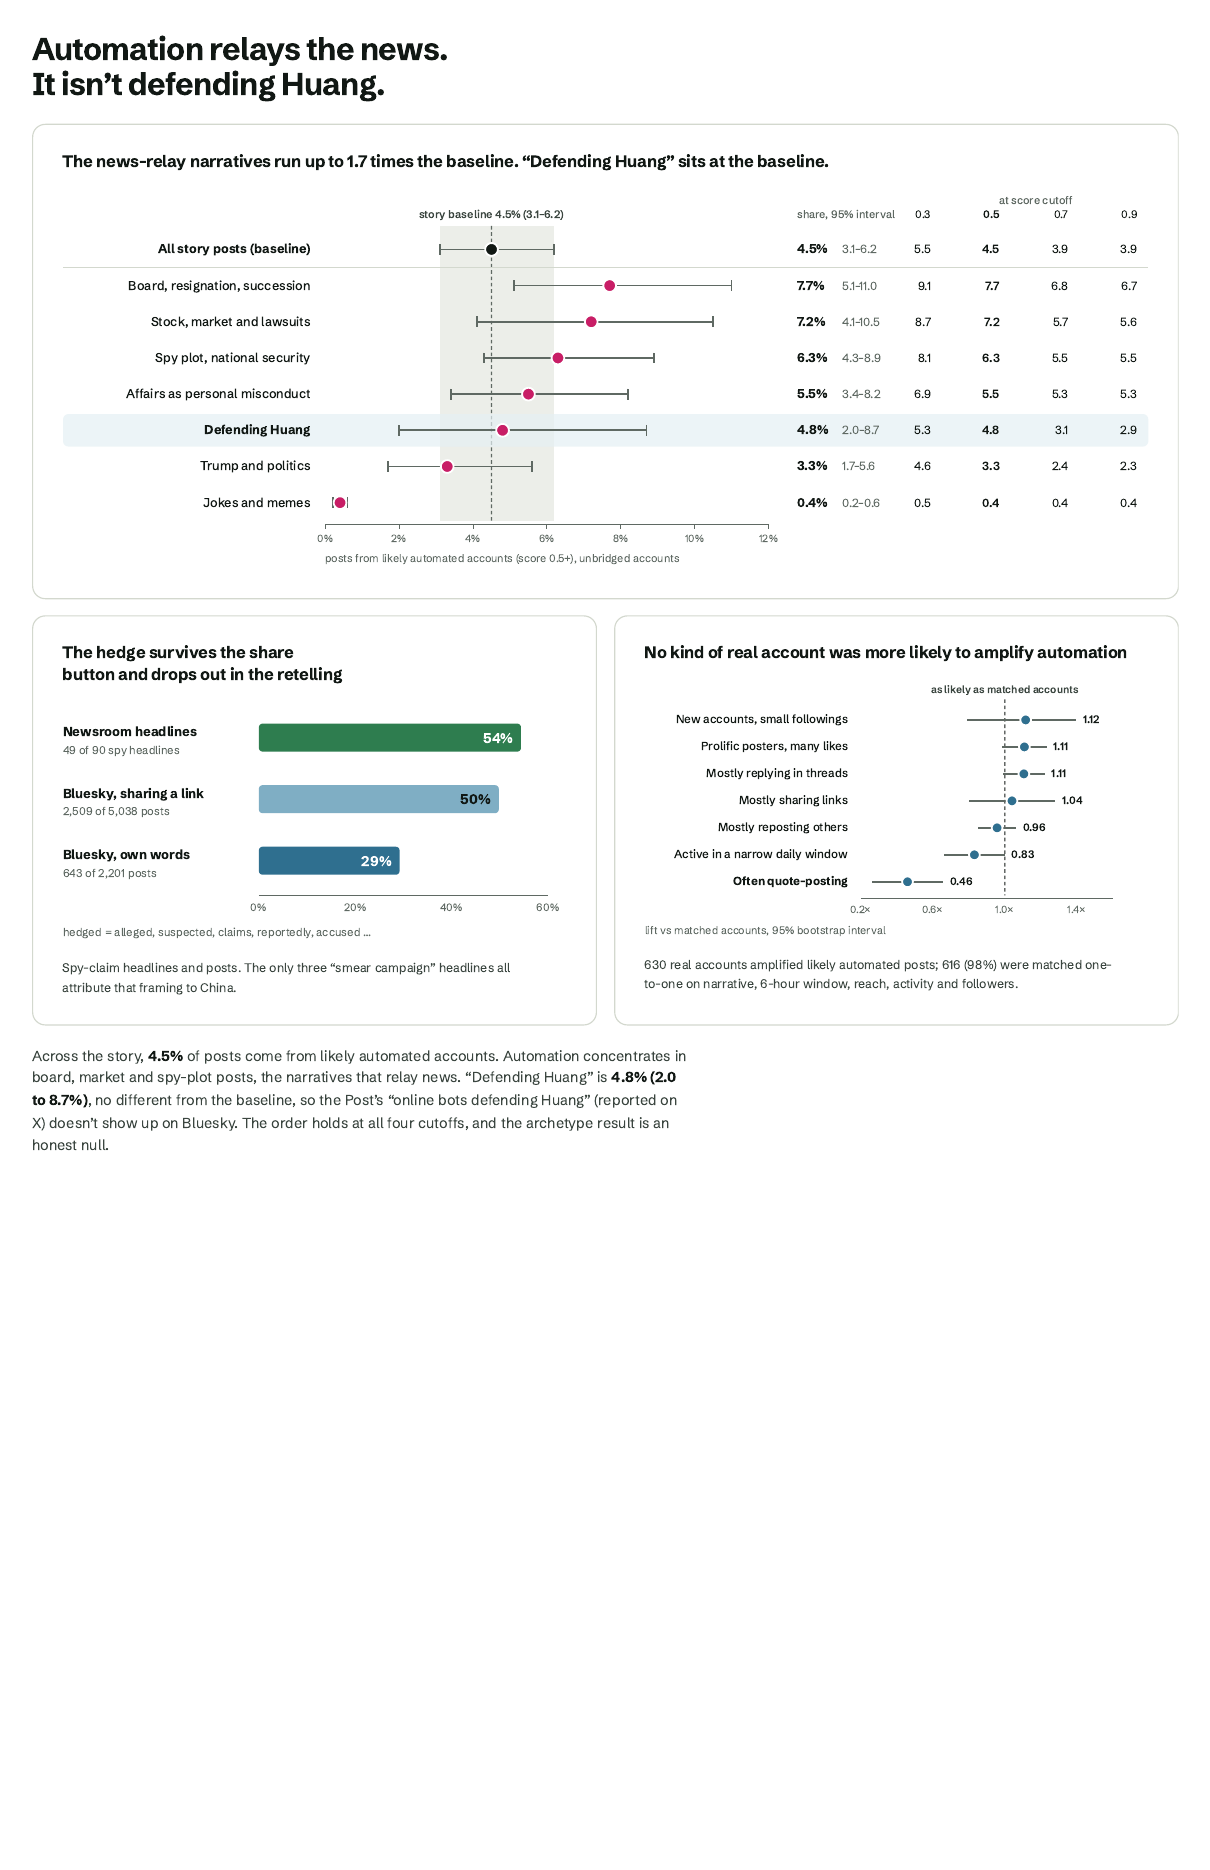 Automation relays the news.
It isn’t defending Huang.
The news-relay narratives run up to 1.7 times the baseline. “Defending Huang” sits at the baseline.
at score cutoff
story baseline 4.5% (3.1–6.2) share, 95% interval 0.3 0.5 0.7 0.9
All story posts (baseline) 4.5% 3.1–6.2 5.5 4.5 3.9 3.9
Board, resignation, succession 7.7% 5.1–11.0 9.1 7.7 6.8 6.7
Stock, market and lawsuits 7.2% 4.1–10.5 8.7 7.2 5.7 5.6
Spy plot, national security 6.3% 4.3–8.9 8.1 6.3 5.5 5.5
Affairs as personal misconduct 5.5% 3.4–8.2 6.9 5.5 5.3 5.3
Defending Huang 4.8% 2.0–8.7 5.3 4.8 3.1 2.9
Trump and politics 3.3% 1.7–5.6 4.6 3.3 2.4 2.3
Jokes and memes 0.4% 0.2–0.6 0.5 0.4 0.4 0.4
0% 2% 4% 6% 8% 10% 12%
posts from likely automated accounts (score 0.5+), unbridged accounts
The hedge survives the share
button and drops out in the retelling
Newsroom headlines
54%
49 of 90 spy headlines
Bluesky, sharing a link
50%
2,509 of 5,038 posts
Bluesky, own words
29%
643 of 2,201 posts
0% 20% 40% 60%
hedged = alleged, suspected, claims, reportedly, accused ...
Spy-claim headlines and posts. The only three “smear campaign” headlines all
attribute that framing to China.
No kind of real account was more likely to amplify automation
as likely as matched accounts
New accounts, small followings 1.12
Prolific posters, many likes 1.11
Mostly replying in threads 1.11
Mostly sharing links 1.04
Mostly reposting others 0.96
Active in a narrow daily window 0.83
Often quote-posting 0.46
0.2× 0.6× 1.0× 1.4×
lift vs matched accounts, 95% bootstrap interval
630 real accounts amplified likely automated posts; 616 (98%) were matched one-
to-one on narrative, 6-hour window, reach, activity and followers.
Across the story, 4.5% of posts come from likely automated accounts. Automation concentrates in
board, market and spy-plot posts, the narratives that relay news. “Defending Huang” is 4.8% (2.0
to 8.7%), no different from the baseline, so the Post’s “online bots defending Huang” (reported on
X) doesn’t show up on Bluesky. The order holds at all four cutoffs, and the archetype result is an
honest null.